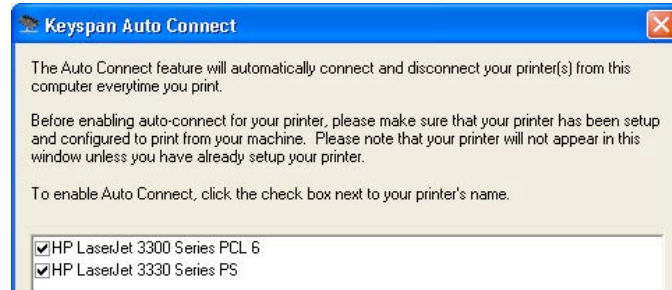 Keyspan Auto Connect
The Auto Connect feature will automatically connect and disconnect your printer(s) from this
computer everytime you print.
Before enabling auto-connect for your printer, please make sure that your printer has been setup
and configured to print from your machine. Please note that your printer will not appear in this
window unless you have already setup your printer.
To enable Auto Connect, click the check box next to your printer's name.
HP LaserJet 3300 Series PCL 6
HP LaserJet 3330 Series PS